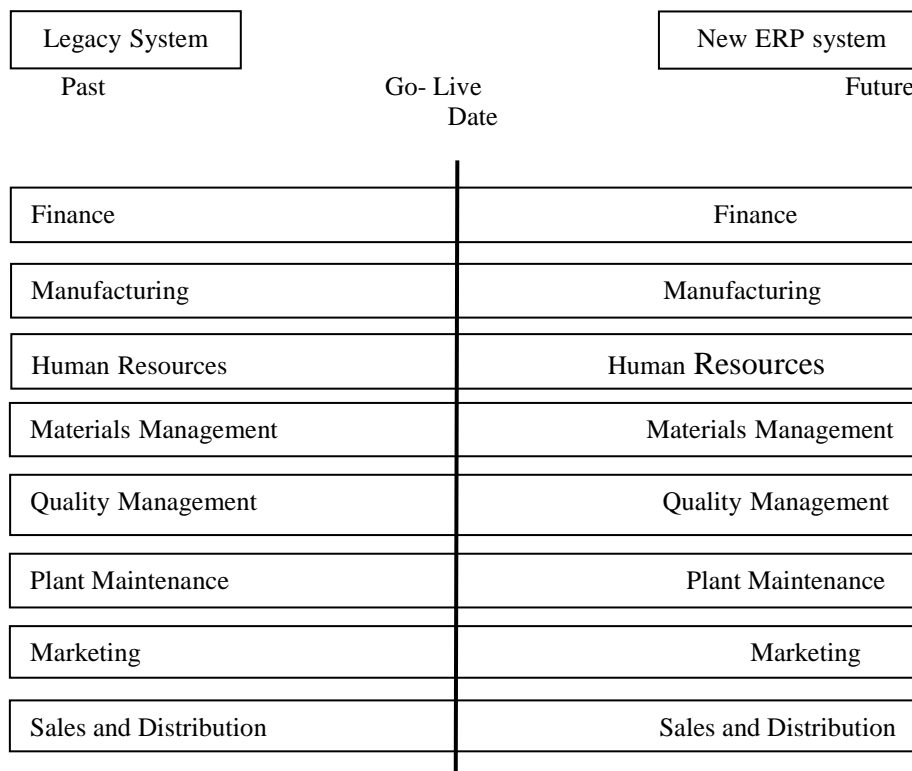 Legacy System New ERP system
Past Go- Live Future
Date
Finance Finance
Manufacturing Manufacturing
Human Resources Human Resources
Materials Management Materials Management
Quality Management Quality Management
Plant Maintenance Plant Maintenance
Marketing Marketing
Sales and Distribution Sales and Distribution